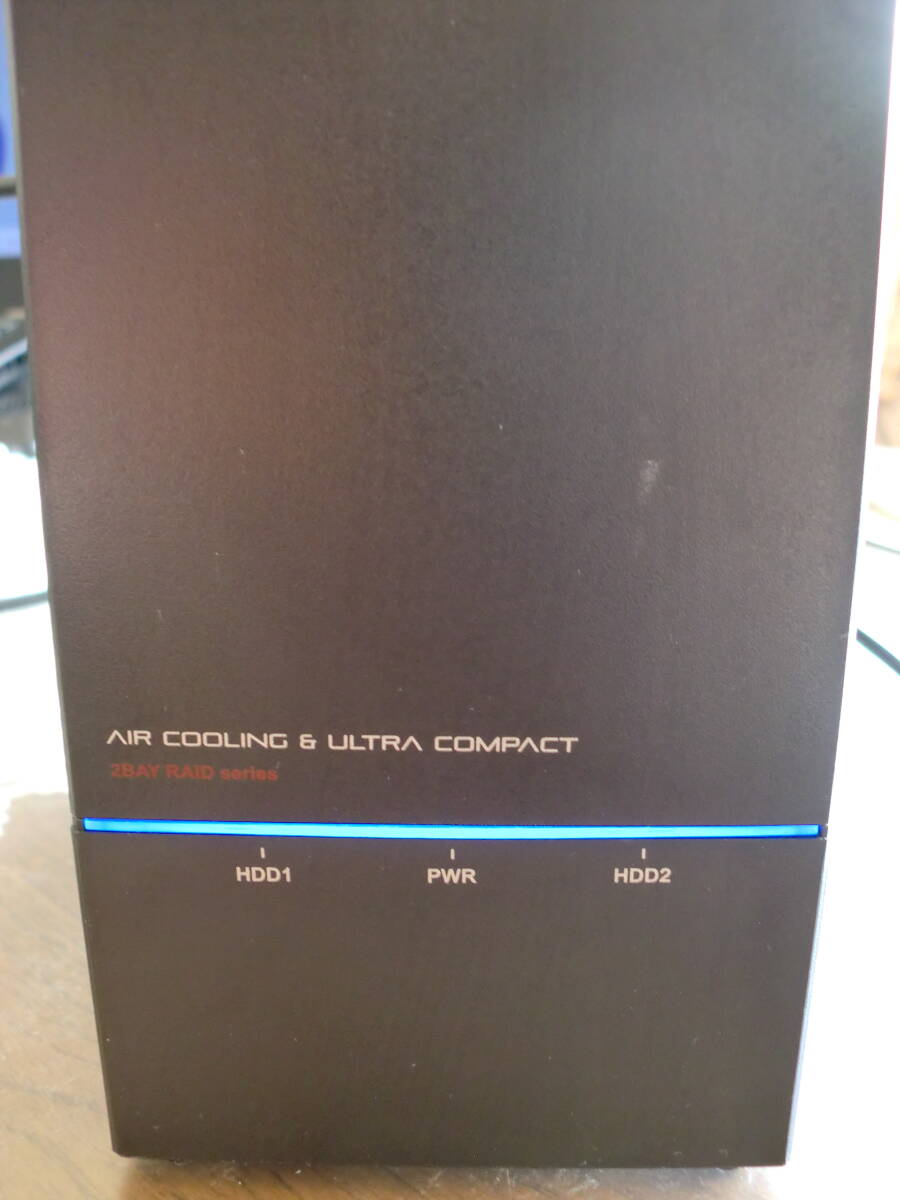 AIR COOLING & ULTRA COMPACT
2BAY RAID series
HDD1 PWR HDD2